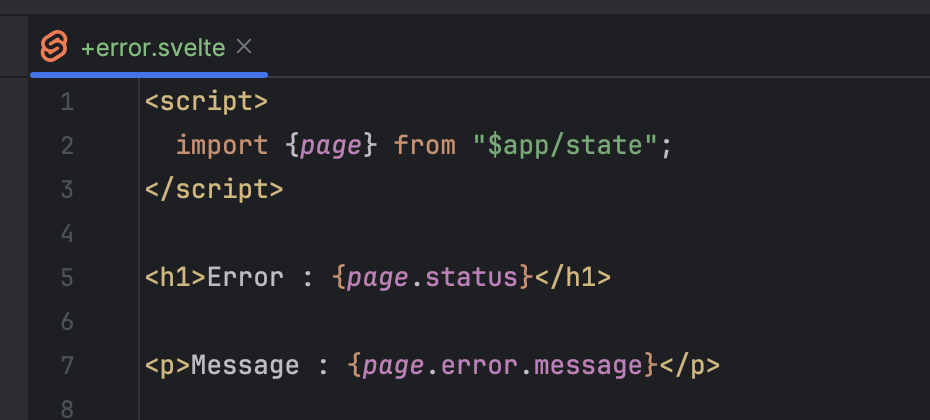 +error.svelte
1 <script>
2 import {page} from "$app/state";
3 </script>
4
5 <h1>Error : {page.status}</h1>
6
7 <p>Message : {page.error.message}</p>
8